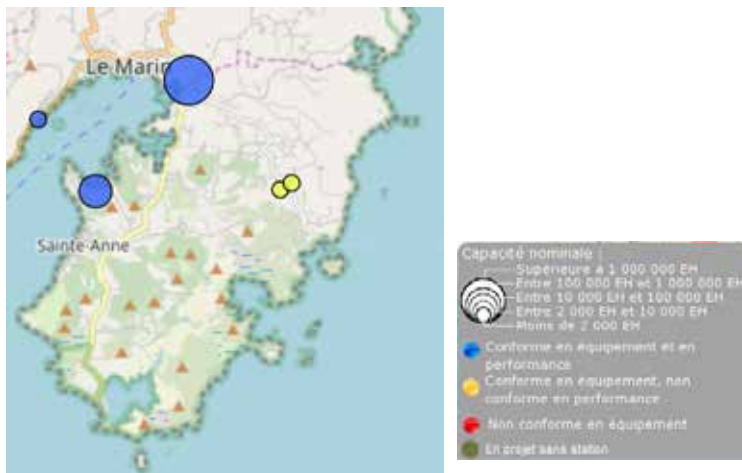 Le Marin
Sainte-Anne
Capacité nominale :
Supérieure à 1 000 000 EH
Entre 100 000 EH et 1 000 000 EH
Entre 10 000 EH et 100 000 EH
Entre 2 000 EH et 10 000 EH
Moins de 2 000 EH
Conforme en équipement et en
performance
Conforme en équipement, non
conforme en performance
Non conforme en équipement
En projet sans station